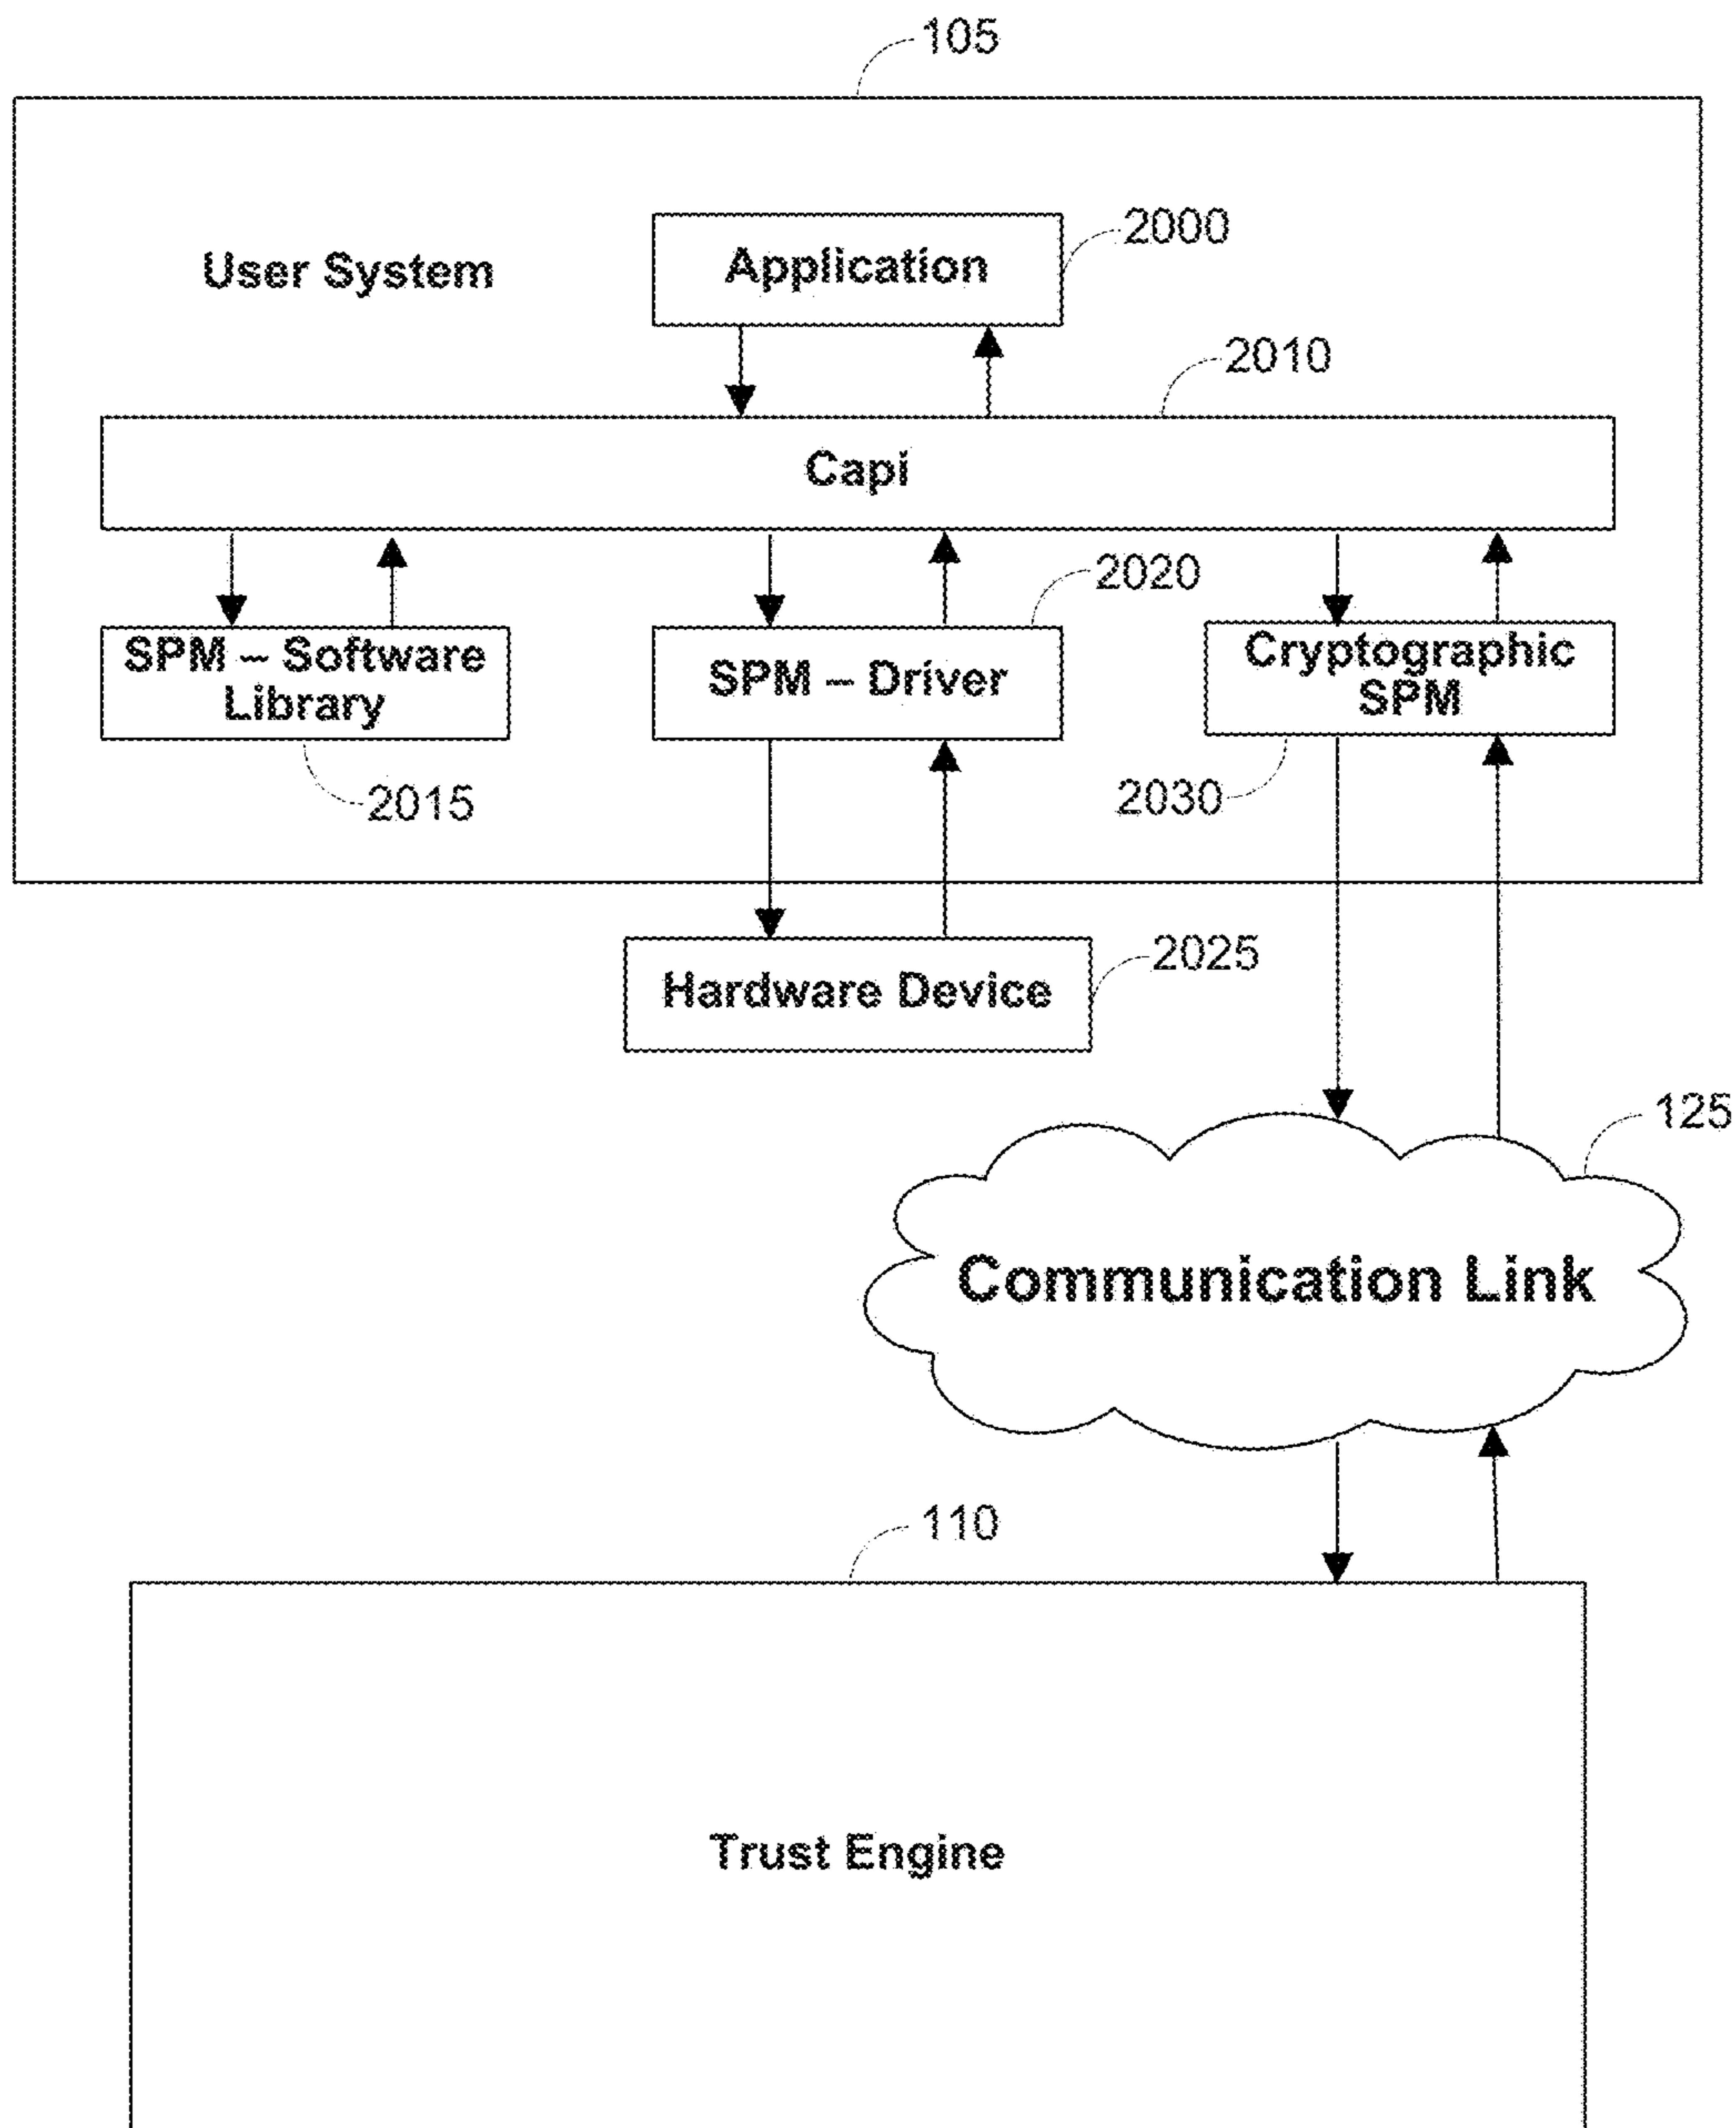 105
2000
User System
Application
2010
Capi
2020
SPM – Software
Library
SPM – Driver
Cryptographic
SPM
2015
2030
Hardware Device
2025
125
Communication Link
110
Trust Engine